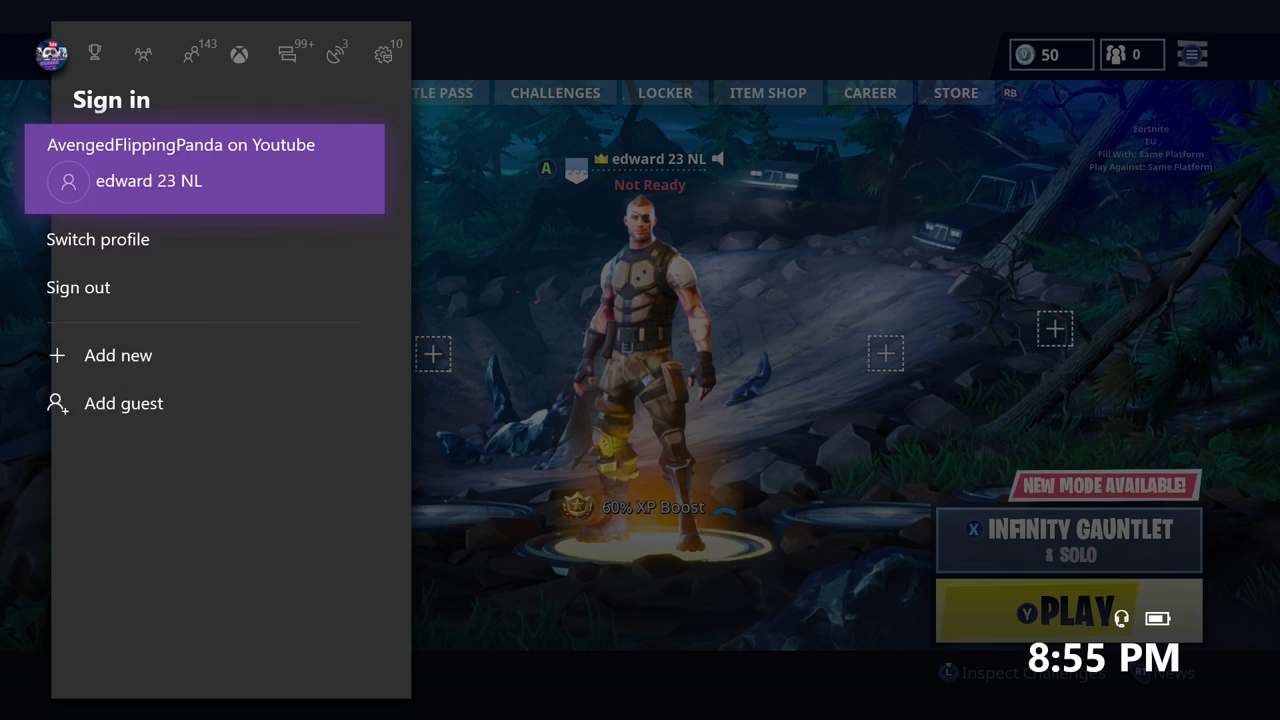 143
99+
3
10
Sign in
AvengedFlippingPanda on Youtube
edward 23 NL
Switch profile
Sign out
Add new
Add guest
50
0
TLE PASS
CHALLENGES
LOCKER
ITEM SHOP
CAREER
STORE
RB
Fortnite
EU
Fill With: Same Platform
Play Against: Same Platform
A
edward 23 NL
Not Ready
60% XP Boost
NEW MODE AVAILABLE!
X INFINITY GAUNTLET
SOLO
Y PLAY
8:55 PM
L Inspect Challenges
News